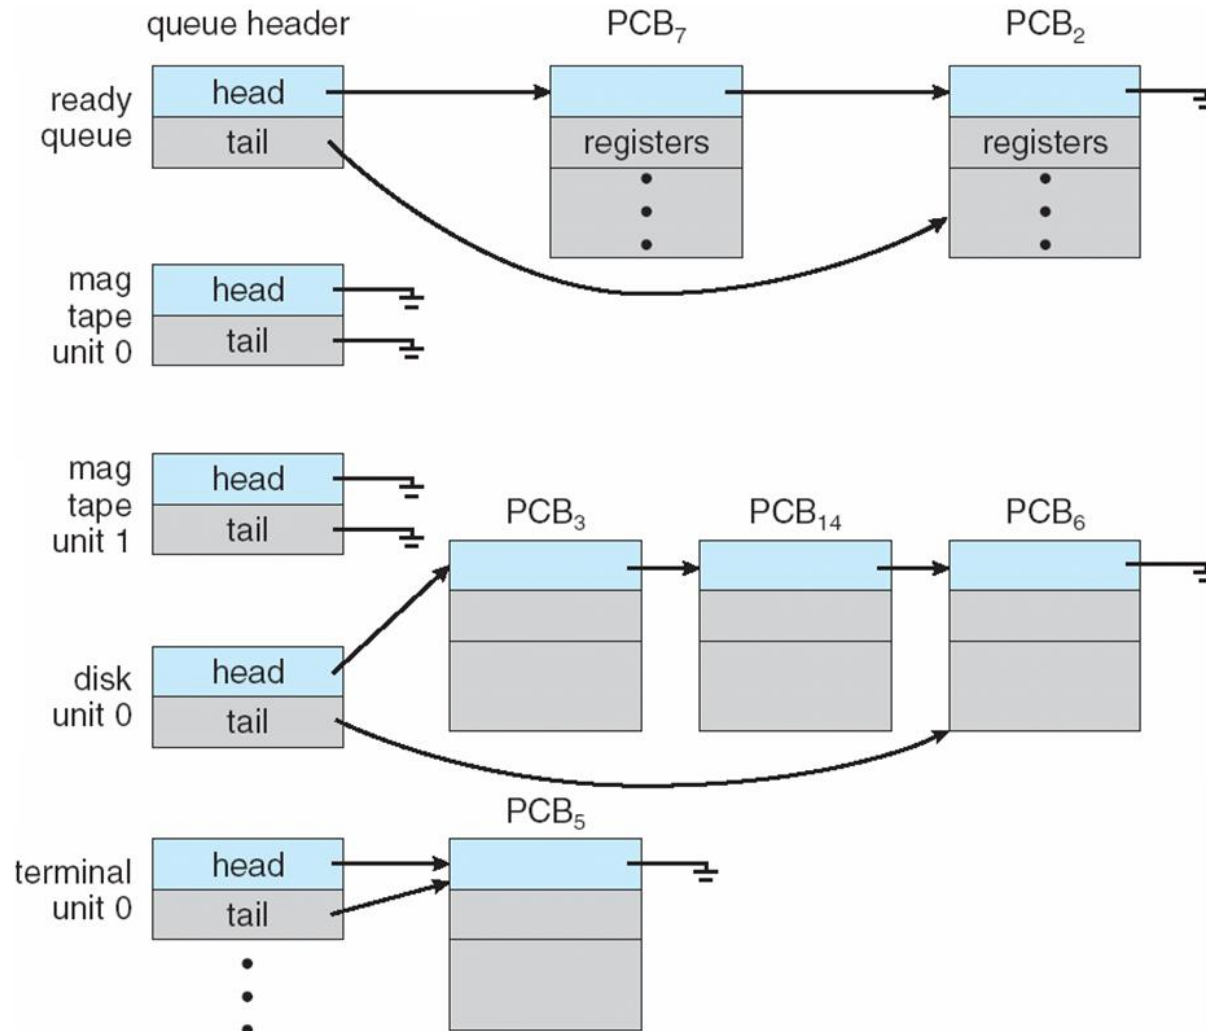 queue header
PCB₇
PCB₂
ready
queue
head
tail
registers
registers
mag
tape
unit 0
head
tail
mag
tape
unit 1
head
tail
PCB₃
PCB₁₄
PCB₆
disk
unit 0
head
tail
PCB₅
terminal
unit 0
head
tail